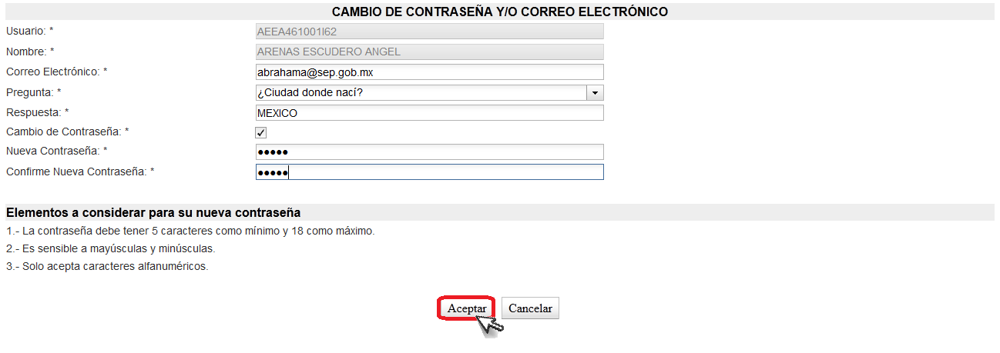 CAMBIO DE CONTRASEÑA Y/O CORREO ELECTRÓNICO
Usuario: * AEEA461001I62
Nombre: * ARENAS ESCUDERO ANGEL
Correo Electrónico: * abrahama@sep.gob.mx
Pregunta: * ¿Ciudad donde nací?
Respuesta: * MEXICO
Cambio de Contraseña: *
Nueva Contraseña: * ●●●●●
Confirme Nueva Contraseña: * ●●●●●
Elementos a considerar para su nueva contraseña
1.- La contraseña debe tener 5 caracteres como mínimo y 18 como máximo.
2.- Es sensible a mayúsculas y minúsculas.
3.- Solo acepta caracteres alfanuméricos.
Aceptar Cancelar